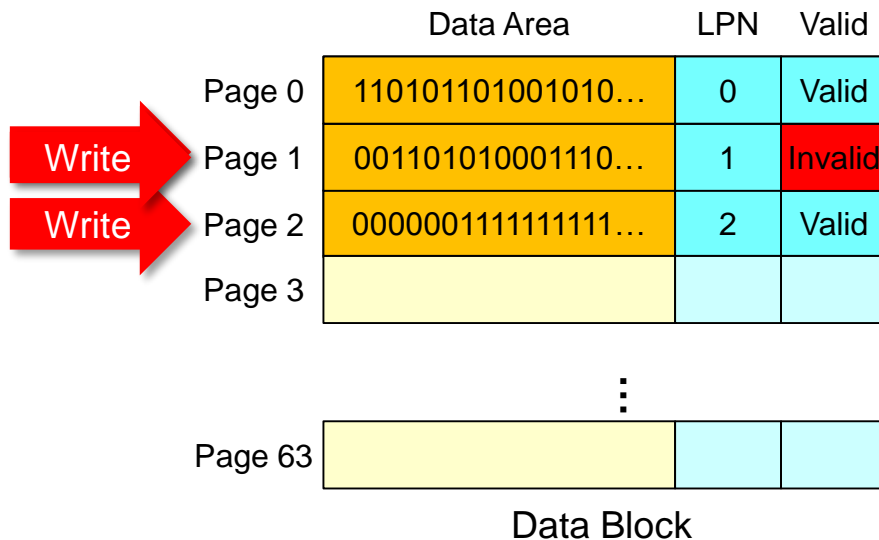 Data Area LPN Valid
Page 0 110101101001010… 0 Valid
Write Page 1 001101010001110… 1 Invalid
Write Page 2 0000001111111111… 2 Valid
Page 3
⋮
Page 63
Data Block